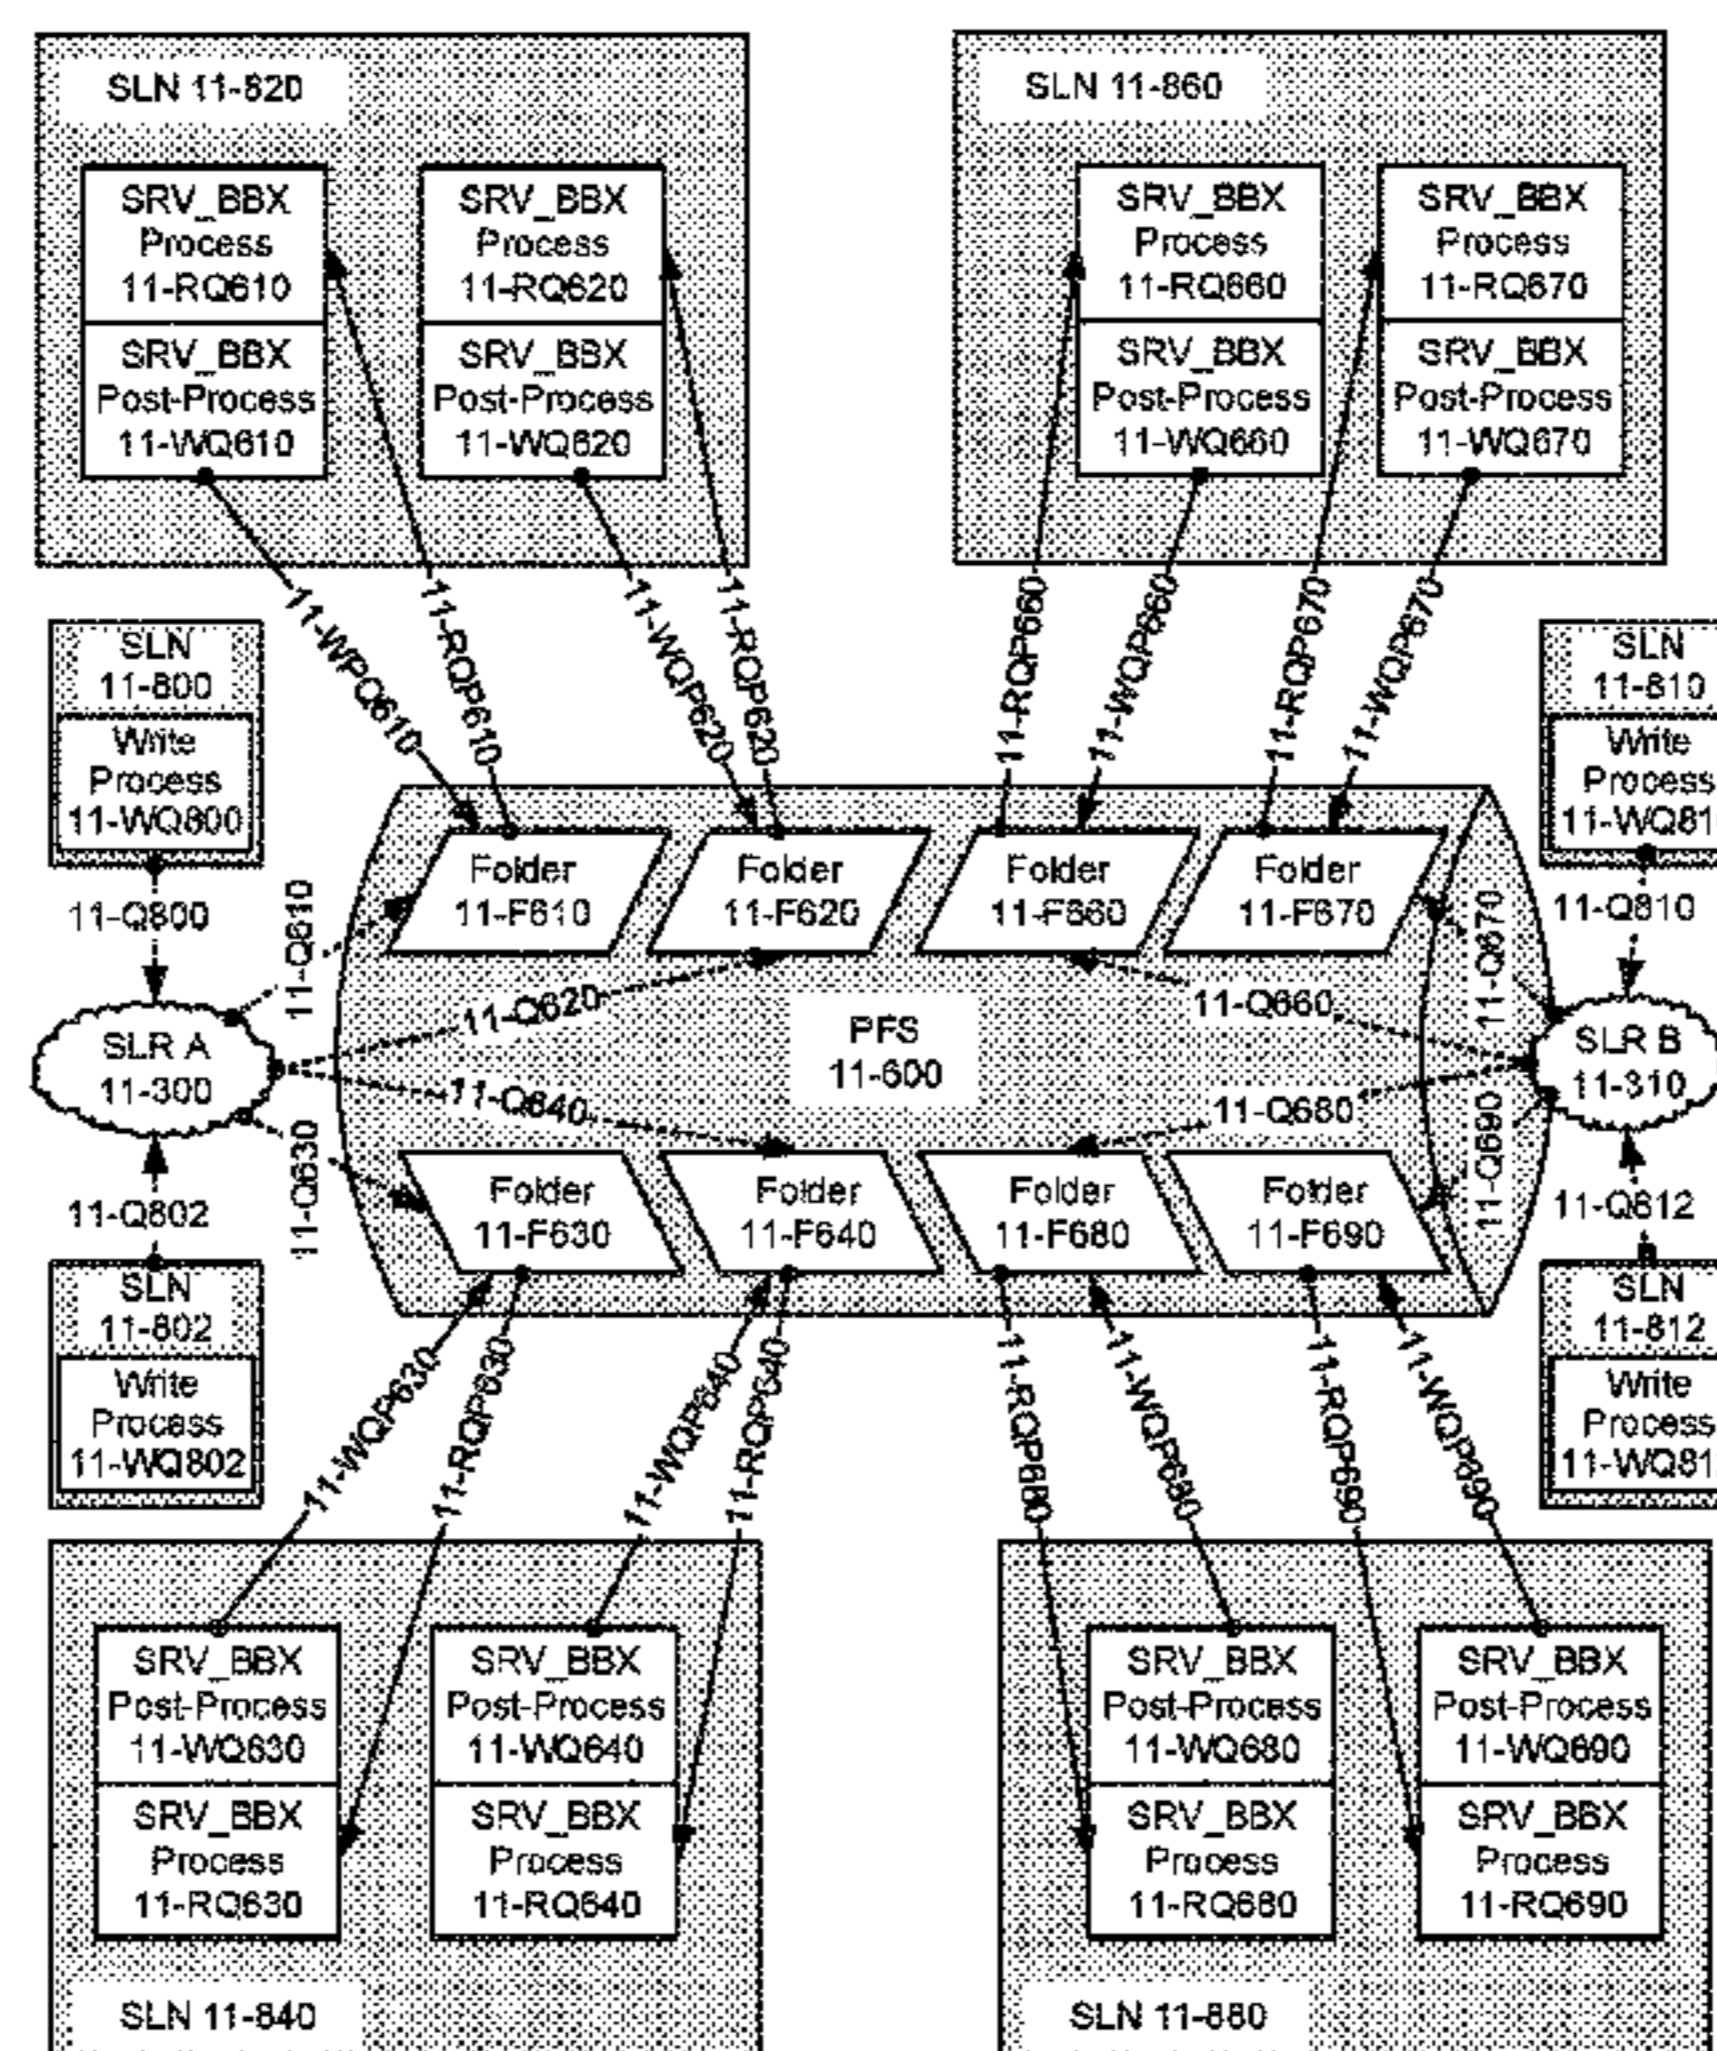 SLN 11-820
SRV_BBX
Process
11-RQ610
SRV_BBX
Post-Process
11-WQ610
SRV_BBX
Process
11-RQ620
SRV_BBX
Post-Process
11-WQ620
SLN 11-860
SRV_BBX
Process
11-RQ660
SRV_BBX
Post-Process
11-WQ660
SRV_BBX
Process
11-RQ670
SRV_BBX
Post-Process
11-WQ670
11-WPQ610
11-RQP610
11-WQP620
11-RQP620
11-RQP660
11-WQP660
11-RQP670
11-WQP670
SLN
11-800
Write
Process
11-WQ800
SLN
11-810
Write
Process
11-WQ81
11-Q800
11-Q610
Folder
11-F610
Folder
11-F620
Folder
11-F660
Folder
11-F670
11-Q670
11-Q810
11-Q620
11-Q660
SLR A
11-300
PFS
11-600
SLR B
11-310
11-Q640
11-Q680
11-Q630
11-Q690
11-Q802
11-Q812
Folder
11-F630
Folder
11-F640
Folder
11-F680
Folder
11-F690
SLN
11-802
Write
Process
11-WQ802
SLN
11-812
Write
Process
11-WQ81
11-WQP630
11-RQP630
11-WQP640
11-RQP640
11-RQP680
11-WQP680
11-RQP690
11-WQP690
SRV_BBX
Post-Process
11-WQ630
SRV_BBX
Process
11-RQ630
SRV_BBX
Post-Process
11-WQ640
SRV_BBX
Process
11-RQ640
SLN 11-840
SRV_BBX
Post-Process
11-WQ680
SRV_BBX
Process
11-RQ680
SRV_BBX
Post-Process
11-WQ690
SRV_BBX
Process
11-RQ690
SLN 11-880